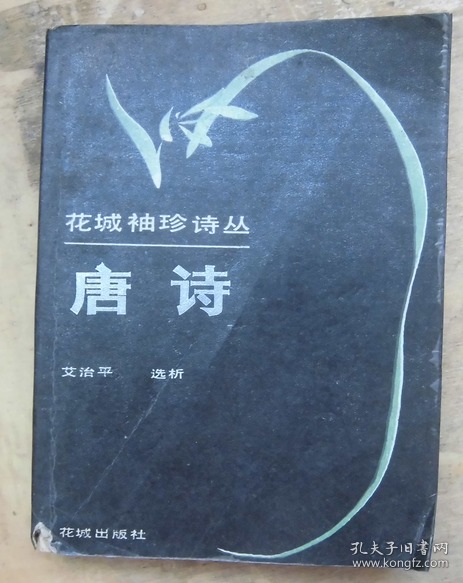 花城袖珍诗丛
唐诗
艾治平 选析
花城出版社
孔夫子旧书网
www.kongfz.com